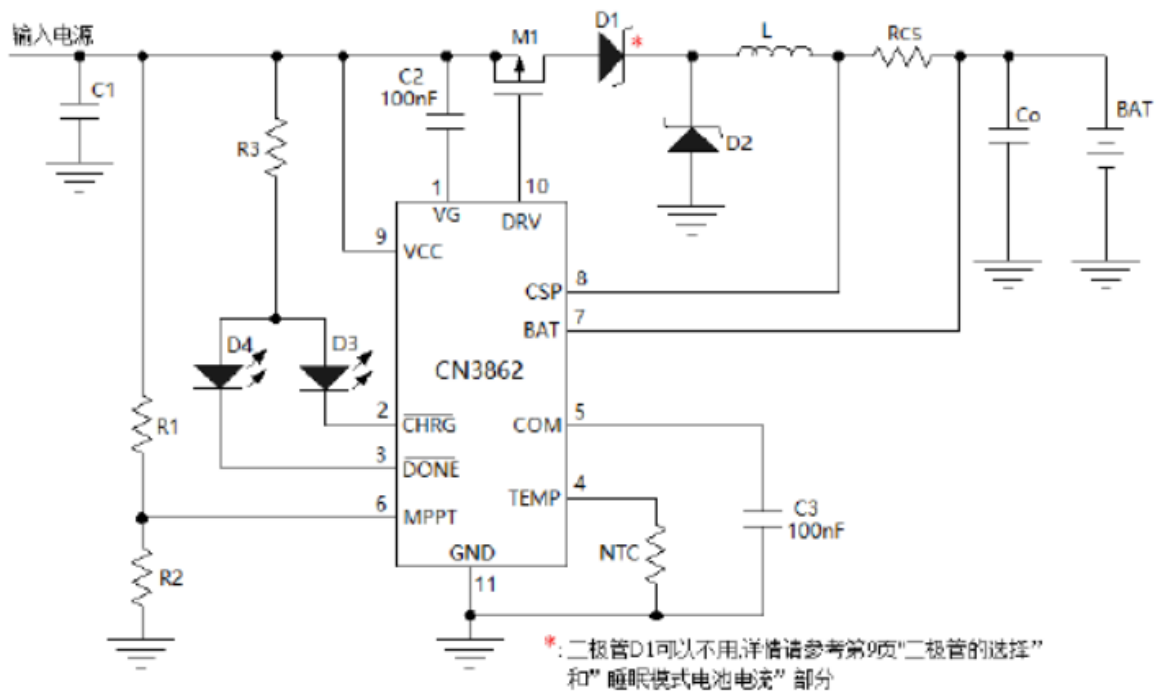 输入电源
D1
*
L
Rcs
M1
C1
C2
100nF
Co
BAT
R3
D2
1
10
VG
DRV
9
VCC
CSP
8
BAT
7
D4
D3
CN3862
2
CHRG
COM
5
R1
3
DONE
TEMP
4
6
MPPT
C3
100nF
NTC
GND
R2
11
*: 二极管D1可以不用,详情请参考第9页"二极管的选择"
和" 睡眠模式电池电流" 部分